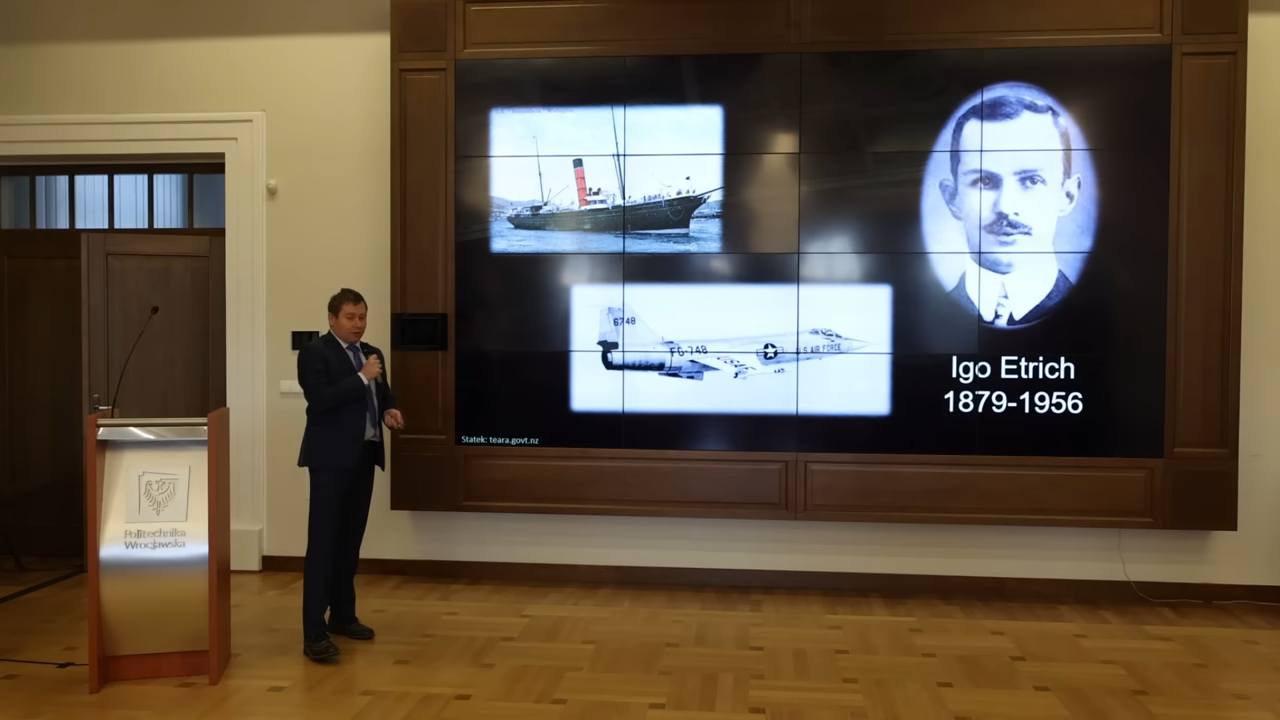 6748
FG-748
U.S. AIR FORCE
Igo Etrich
1879-1956
Statek: teara.govt.nz
Politechnika
Wrocławska